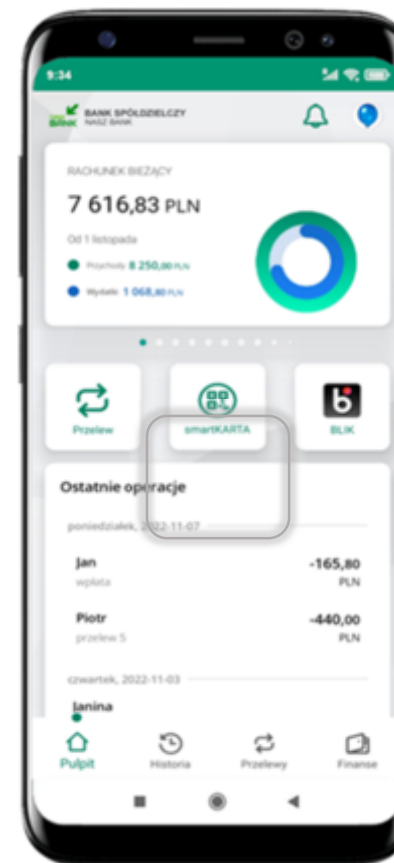 9:34
BANK SPÓŁDZIELCZY
NASZ BANK
BANK
RACHUNEK BIEŻĄCY
7 616,83 PLN
Od 1 listopada
Przychody 8 250,00 PLN
Wydatki 1 068,80 PLN
Przelew
smartKARTA
BLIK
Ostatnie operacje
poniedziałek, 2022-11-07
Jan -165,80
wpłata PLN
Piotr -440,00
przelew 5 PLN
czwartek, 2022-11-03
Janina
Pulpit Historia Przelewy Finanse